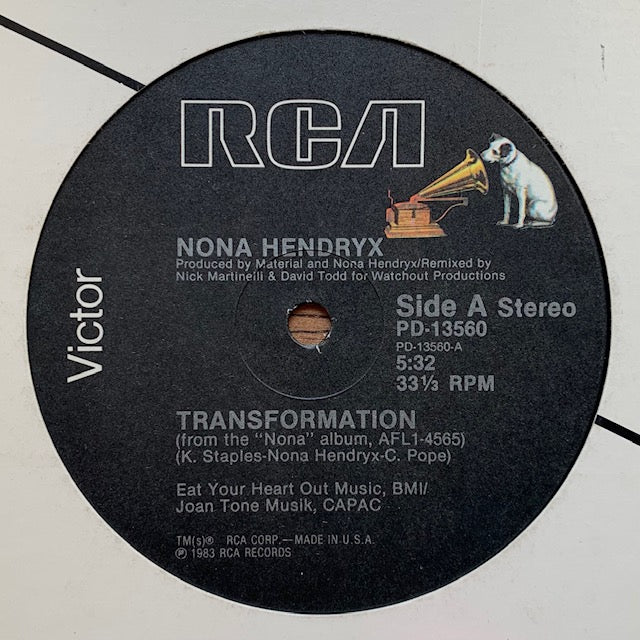 RCA
NONA HENDRYX
Produced by Material and Nona Hendryx/Remixed by
Nick Martinelli & David Todd for Watchout Productions
Victor
Side A Stereo
PD-13560
PD-13560-A
5:32
33⅓ RPM
TRANSFORMATION
(from the "Nona" album, AFL1-4565)
(K. Staples-Nona Hendryx-C. Pope)
Eat Your Heart Out Music, BMI/
Joan Tone Musik, CAPAC
TM(s)® RCA CORP.—MADE IN U.S.A.
℗ 1983 RCA RECORDS